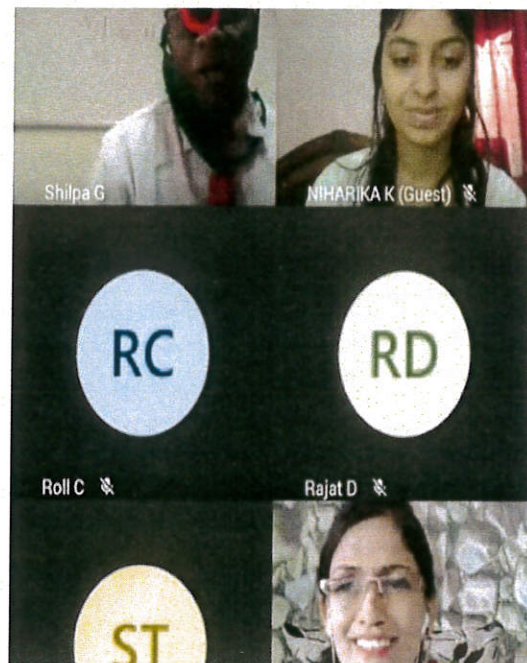 Shilpa G
NIHARIKA K (Guest)
RC
RD
Roll C
Rajat D
ST